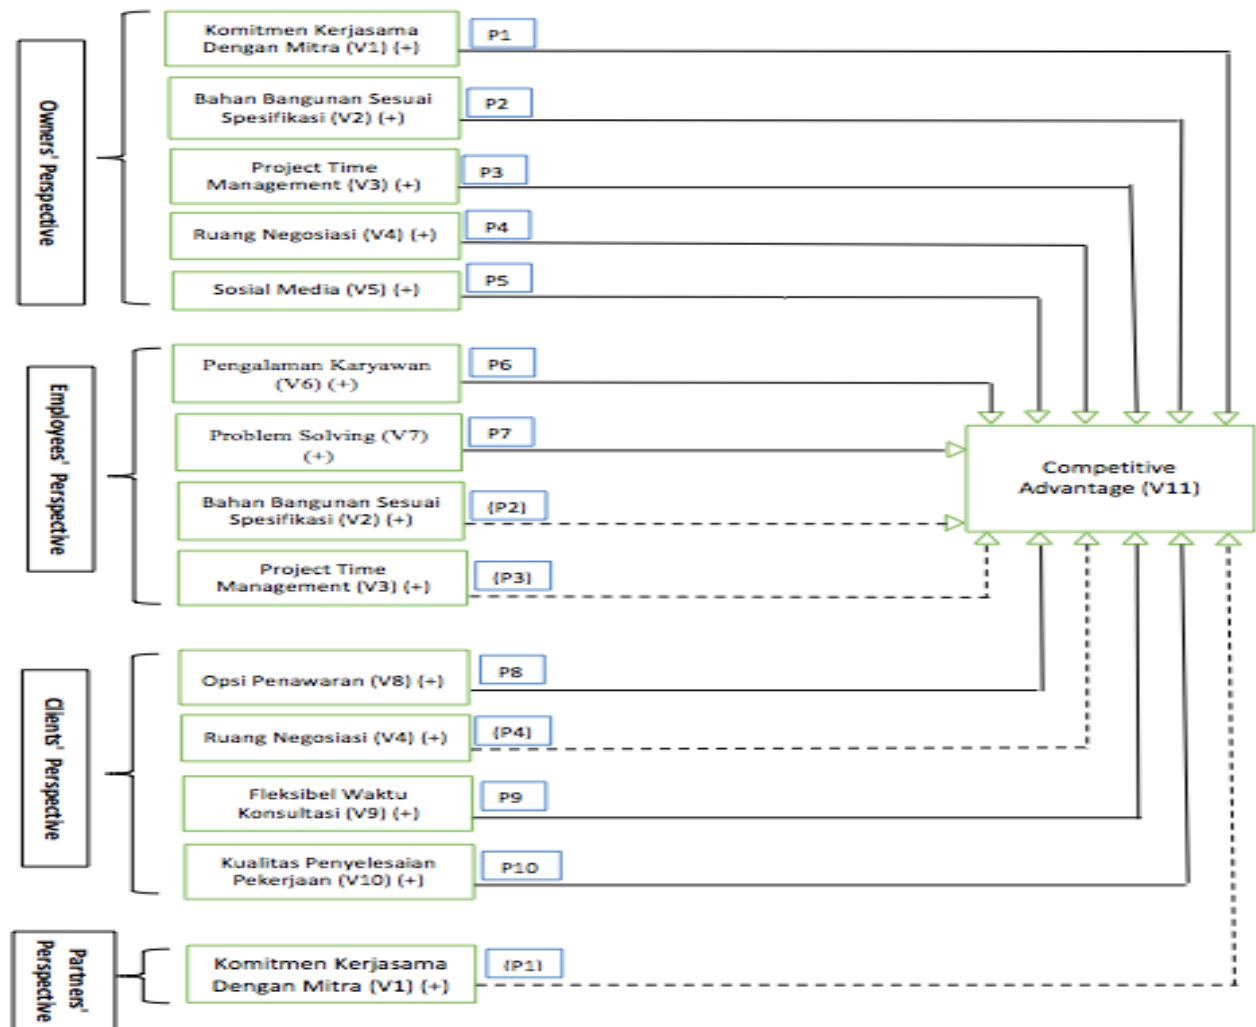 Owners' Perspective
Komitmen Kerjasama
Dengan Mitra (V1) (+)
P1
Bahan Bangunan Sesuai
Spesifikasi (V2) (+)
P2
Project Time
Management (V3) (+)
P3
Ruang Negosiasi (V4) (+)
P4
Sosial Media (V5) (+)
P5
Employees' Perspective
Pengalaman Karyawan
(V6) (+)
P6
Problem Solving (V7)
(+)
P7
Bahan Bangunan Sesuai
Spesifikasi (V2) (+)
(P2)
Project Time
Management (V3) (+)
(P3)
Competitive
Advantage (V11)
Clients' Perspective
Opsi Penawaran (V8) (+)
P8
Ruang Negosiasi (V4) (+)
(P4)
Fleksibel Waktu
Konsultasi (V9) (+)
P9
Kualitas Penyelesaian
Pekerjaan (V10) (+)
P10
Partners'
Perspective
Komitmen Kerjasama
Dengan Mitra (V1) (+)
(P1)